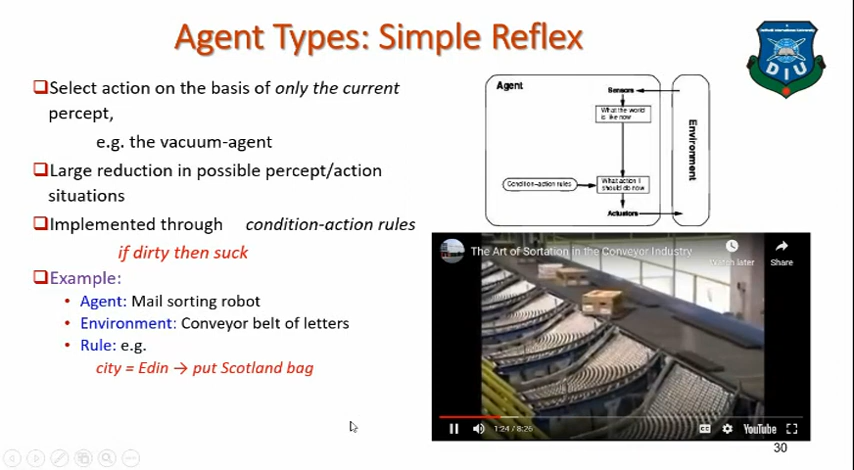 Agent Types: Simple Reflex
Select action on the basis of only the current
percept,
e.g. the vacuum-agent
Large reduction in possible percept/action
situations
Implemented through condition-action rules
if dirty then suck
Example:
Agent: Mail sorting robot
Environment: Conveyor belt of letters
Rule: e.g.
city = Edin → put Scotland bag
Agent
Sensors
What the world
is like now
Condition-action rules
What action I
should do now
Actuators
Environment
DIU
The Art of Sortation in the Conveyor Industry
Watch later
Share
1:24 / 8:26
CC
YouTube
30